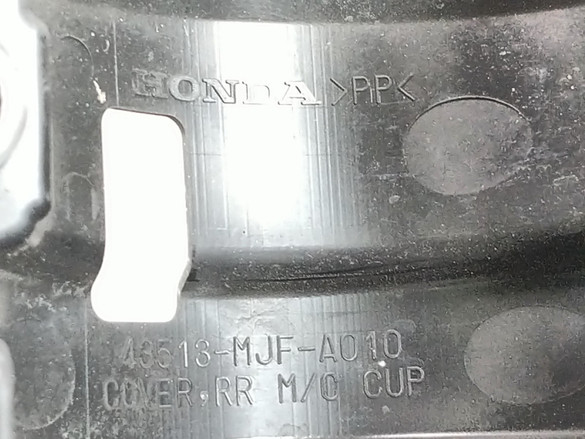 HONDA >PP<
43513-MJF-A010
COVER,RR M/C CUP